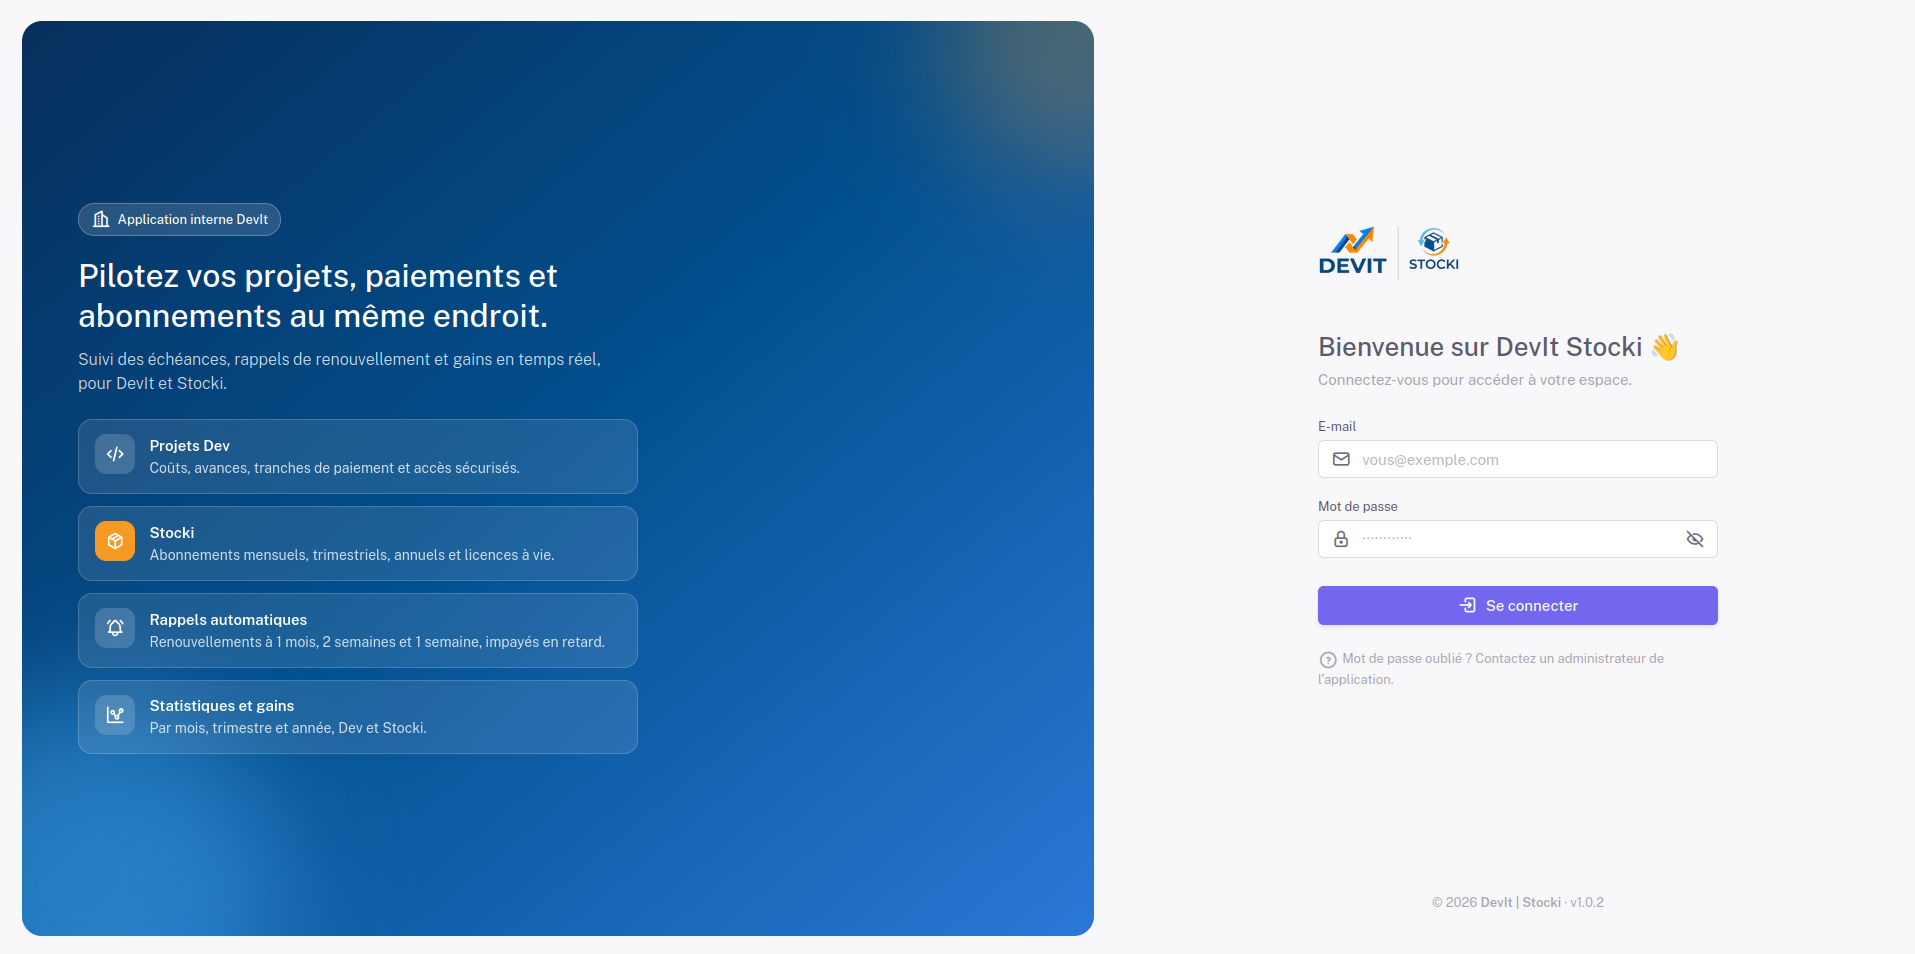 Application interne DevIt
Pilotez vos projets, paiements et
abonnements au même endroit.
Suivi des échéances, rappels de renouvellement et gains en temps réel,
pour DevIt et Stocki.
Projets Dev
Coûts, avances, tranches de paiement et accès sécurisés.
Stocki
Abonnements mensuels, trimestriels, annuels et licences à vie.
Rappels automatiques
Renouvellements à 1 mois, 2 semaines et 1 semaine, impayés en retard.
Statistiques et gains
Par mois, trimestre et année, Dev et Stocki.
DEVIT STOCKI
Bienvenue sur DevIt Stocki 👋
Connectez-vous pour accéder à votre espace.
E-mail
vous@exemple.com
Mot de passe
············
Se connecter
Mot de passe oublié ? Contactez un administrateur de
l'application.
© 2026 DevIt | Stocki · v1.0.2